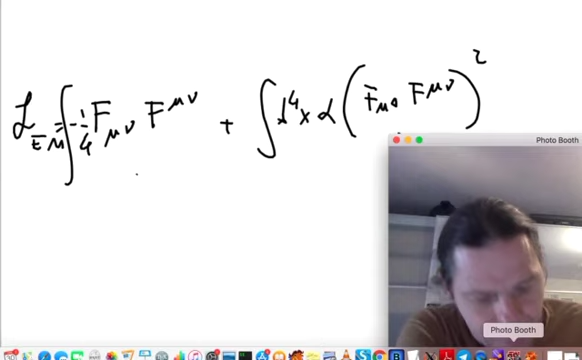 ℒ_EM = ∫ -1/4 F_μν F^μν + ∫ d⁴x α (F_μν F^μν)²
Photo Booth
Photo Booth